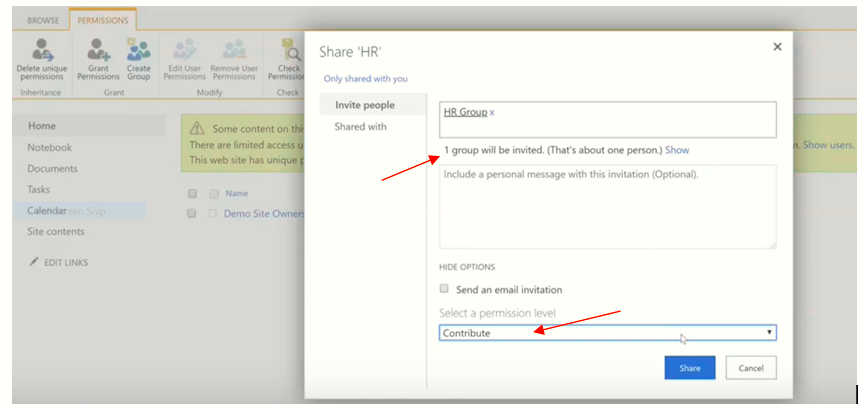 BROWSE PERMISSIONS
Delete unique permissions
Grant Permissions
Create Group
Edit User Permissions
Remove User Permissions
Check
Inheritance Grant Modify Check
Home
Notebook
Documents
Tasks
Calendar
Site contents
EDIT LINKS
Some content on thi
There are limited access u
This web site has unique p
n. Show users.
Name
Demo Site Owners
Share 'HR'
Only shared with you
Invite people
Shared with
HR Group x
1 group will be invited. (That's about one person.) Show
Include a personal message with this invitation (Optional).
HIDE OPTIONS
Send an email invitation
Select a permission level
Contribute
Share Cancel